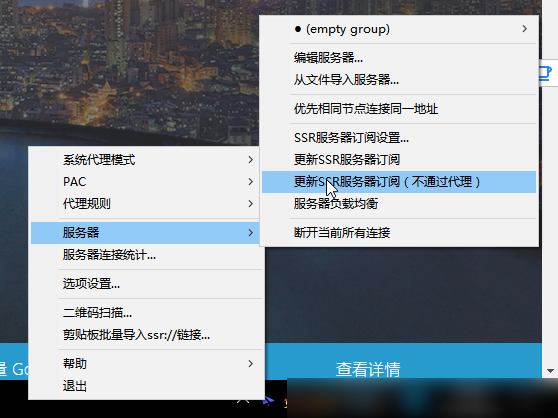 ● (empty group)
编辑服务器...
从文件导入服务器...
优先相同节点连接同一地址
SSR服务器订阅设置...
更新SSR服务器订阅
更新SSR服务器订阅（不通过代理）
服务器负载均衡
断开当前所有连接
系统代理模式
PAC
代理规则
服务器
服务器连接统计...
选项设置...
二维码扫描...
剪贴板批量导入ssr://链接...
帮助
退出
量 Go
查看详情